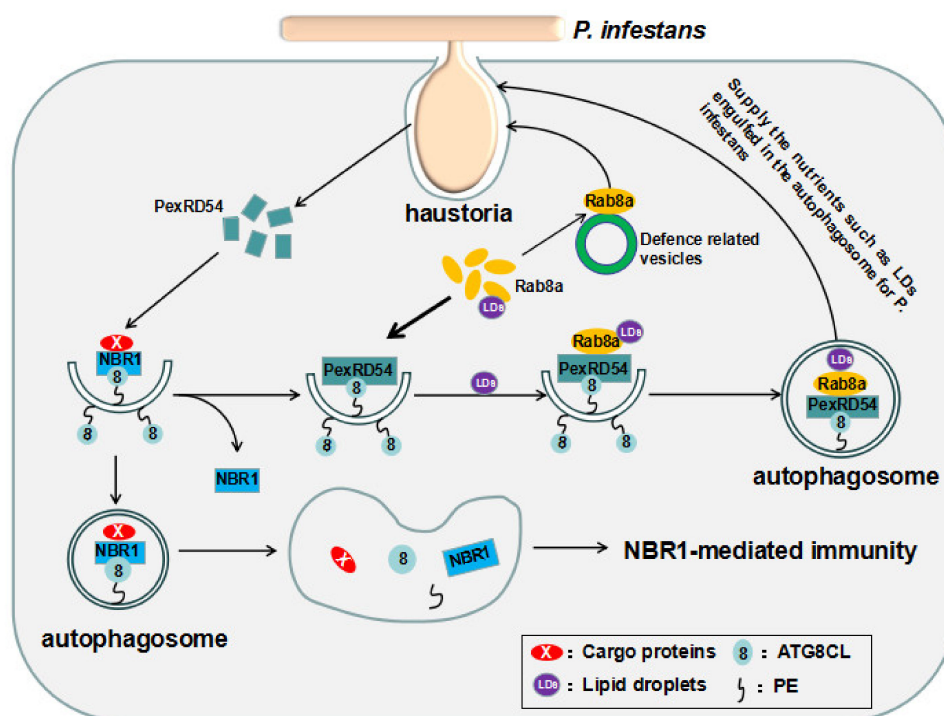 P. infestans
Supply the nutrients such as LDs
engulfed in the autophagosome for P.
infestans
PexRD54
haustoria
Rab8a
Defence related
vesicles
Rab8a
LDs
X
NBR1
8
8
8
PexRD54
8
8
8
LDs
Rab8a
LDs
PexRD54
8
8
8
LDs
Rab8a
PexRD54
8
autophagosome
NBR1
X
NBR1
8
autophagosome
X
8
NBR1
NBR1-mediated immunity
X : Cargo proteins
8 : ATG8CL
LDs : Lipid droplets
: PE